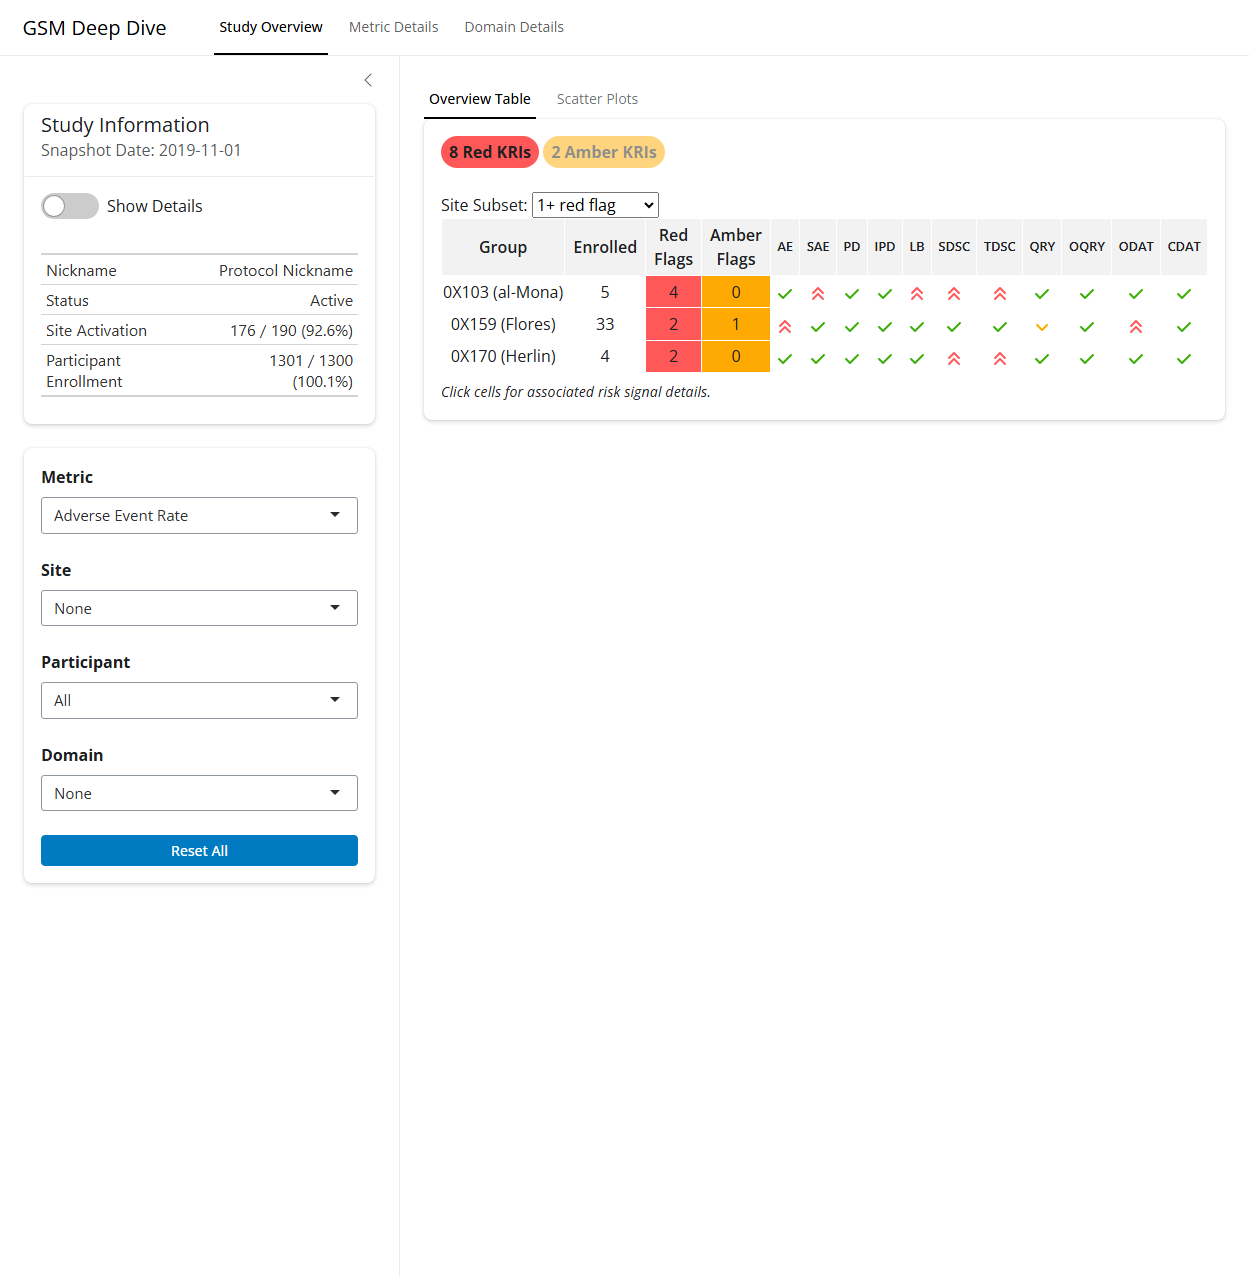 GSM Deep Dive
Study Overview
Metric Details
Domain Details
Study Information
Snapshot Date: 2019-11-01
Show Details
Nickname Protocol Nickname
Status Active
Site Activation 176 / 190 (92.6%)
Participant 1301 / 1300
Enrollment (100.1%)
Metric
Adverse Event Rate
Site
None
Participant
All
Domain
None
Reset All
Overview Table
Scatter Plots
8 Red KRIs 2 Amber KRIs
Site Subset: 1+ red flag
Group Enrolled Red Flags Amber Flags AE SAE PD IPD LB SDSC TDSC QRY OQRY ODAT CDAT
0X103 (al-Mona) 5 4 0
0X159 (Flores) 33 2 1
0X170 (Herlin) 4 2 0
Click cells for associated risk signal details.